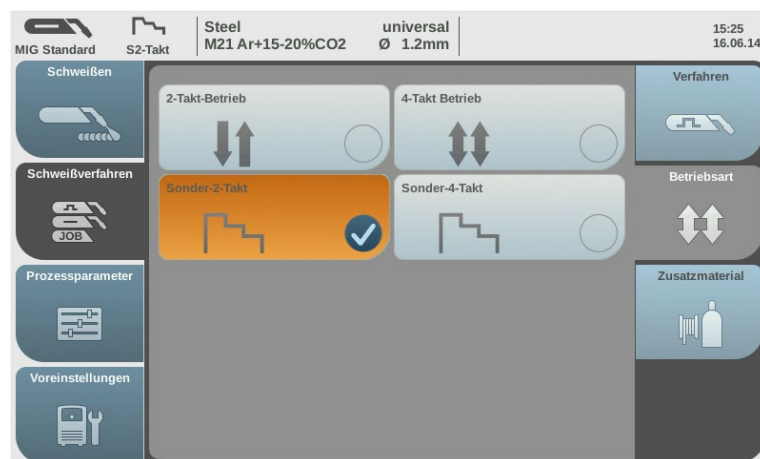 Steel universal
15:25
MIG Standard S2-Takt M21 Ar+15-20%CO2 Ø 1.2mm
16.06.14
Schweißen
Verfahren
2-Takt-Betrieb
4-Takt Betrieb
Schweißverfahren
JOB
Betriebsart
Sonder-2-Takt
Sonder-4-Takt
Prozessparameter
Zusatzmaterial
Voreinstellungen